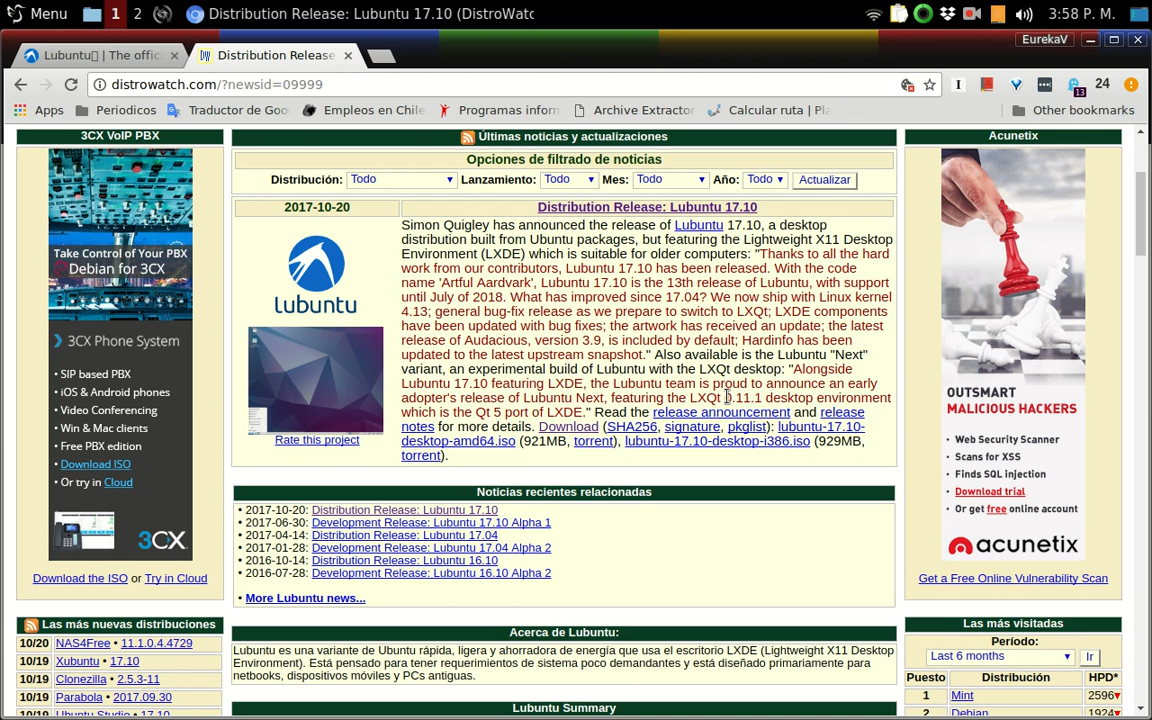 Menu
1
2
Distribution Release: Lubuntu 17.10 (DistroWatc
3:58 P. M.
EurekaV
Lubuntu | The offic
Distribution Release
distrowatch.com/?newsid=09999
24
13
Apps
Periodicos
Traductor de Goo
Empleos en Chile
Programas inform
Archive Extractor
Calcular ruta | Pla
Other bookmarks
3CX VoIP PBX
Take Control of Your PBX
Debian for 3CX
3CX Phone System
• SIP based PBX
• iOS & Android phones
• Video Conferencing
• Win & Mac clients
• Free PBX edition
• Download ISO
• Or try in Cloud
3CX
Download the ISO or Try in Cloud
Las más nuevas distribuciones
10/20 NAS4Free • 11.1.0.4.4729
10/19 Xubuntu • 17.10
10/19 Clonezilla • 2.5.3-11
10/19 Parabola • 2017.09.30
10/19 Ubuntu Studio • 17.10
Últimas noticias y actualizaciones
Opciones de filtrado de noticias
Distribución: Todo Lanzamiento: Todo Mes: Todo Año: Todo Actualizar
2017-10-20
Distribution Release: Lubuntu 17.10
lubuntu
Rate this project
Simon Quigley has announced the release of Lubuntu 17.10, a desktop
distribution built from Ubuntu packages, but featuring the Lightweight X11 Desktop
Environment (LXDE) which is suitable for older computers: "Thanks to all the hard
work from our contributors, Lubuntu 17.10 has been released. With the code
name 'Artful Aardvark', Lubuntu 17.10 is the 13th release of Lubuntu, with support
until July of 2018. What has improved since 17.04? We now ship with Linux kernel
4.13; general bug-fix release as we prepare to switch to LXQt; LXDE components
have been updated with bug fixes; the artwork has received an update; the latest
release of Audacious, version 3.9, is included by default; Hardinfo has been
updated to the latest upstream snapshot." Also available is the Lubuntu "Next"
variant, an experimental build of Lubuntu with the LXQt desktop: "Alongside
Lubuntu 17.10 featuring LXDE, the Lubuntu team is proud to announce an early
adopter's release of Lubuntu Next, featuring the LXQt 0.11.1 desktop environment
which is the Qt 5 port of LXDE." Read the release announcement and release
notes for more details. Download (SHA256, signature, pkglist): lubuntu-17.10-
desktop-amd64.iso (921MB, torrent), lubuntu-17.10-desktop-i386.iso (929MB,
torrent).
Noticias recientes relacionadas
• 2017-10-20: Distribution Release: Lubuntu 17.10
• 2017-06-30: Development Release: Lubuntu 17.10 Alpha 1
• 2017-04-14: Distribution Release: Lubuntu 17.04
• 2017-01-28: Development Release: Lubuntu 17.04 Alpha 2
• 2016-10-14: Distribution Release: Lubuntu 16.10
• 2016-07-28: Development Release: Lubuntu 16.10 Alpha 2
• More Lubuntu news...
Acerca de Lubuntu:
Lubuntu es una variante de Ubuntu rápida, ligera y ahorradora de energía que usa el escritorio LXDE (Lightweight X11 Desktop
Environment). Está pensado para tener requerimientos de sistema poco demandantes y está diseñado primariamente para
netbooks, dispositivos móviles y PCs antiguas.
Lubuntu Summary
Acunetix
OUTSMART
MALICIOUS HACKERS
• Web Security Scanner
• Scans for XSS
• Finds SQL injection
• Download trial
• Or get free online account
acunetix
Get a Free Online Vulnerability Scan
Las más visitadas
Período:
Last 6 months Ir
Puesto Distribución HPD*
1 Mint 2596
2 Debian 1924